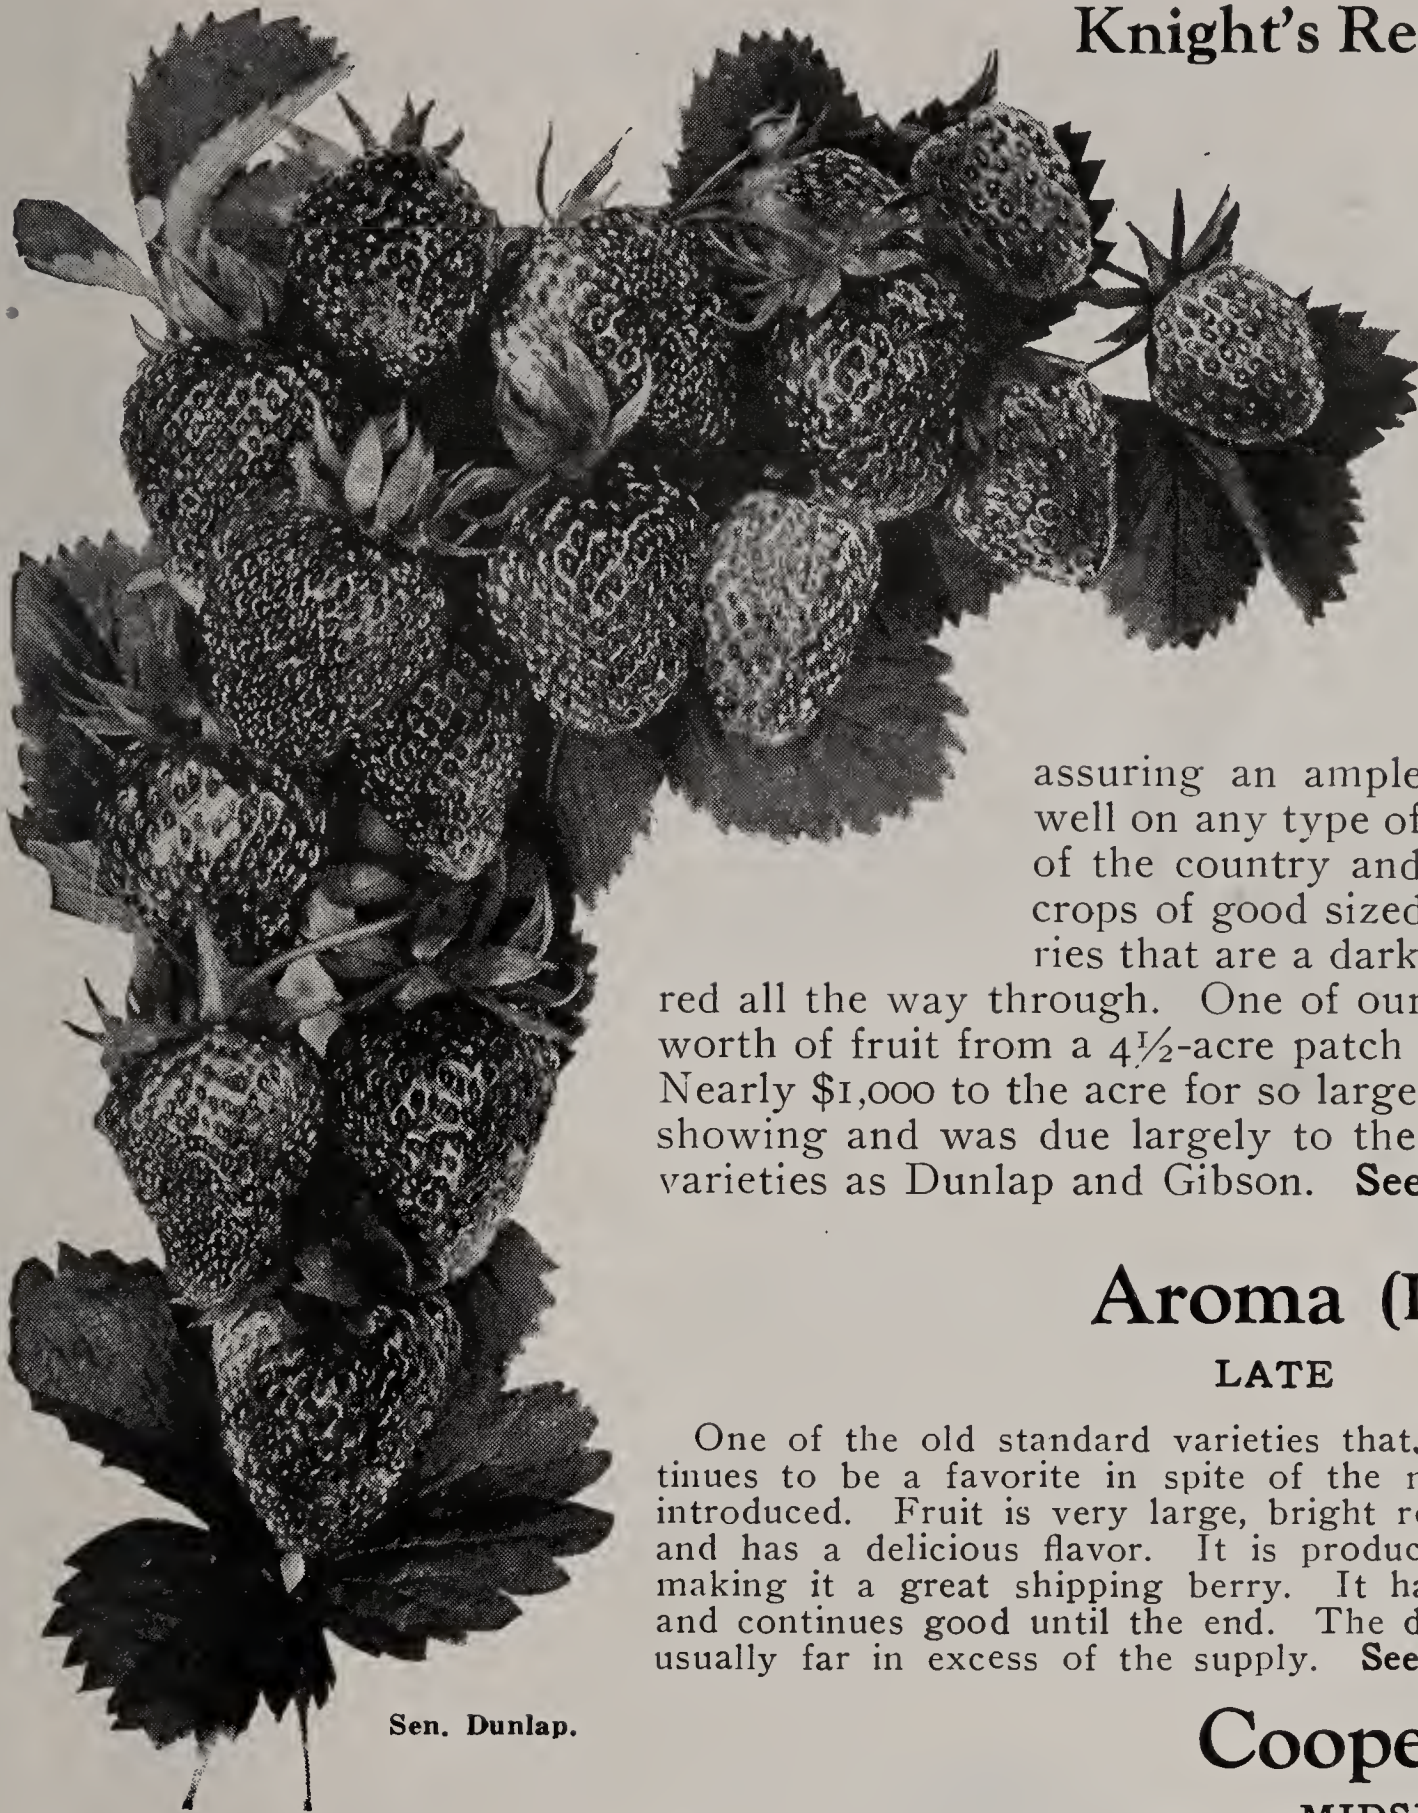 Knight's Re
assuring an ample
well on any type of
of the country and
crops of good sized
ries that are a dark
red all the way through. One of our
worth of fruit from a 4½-acre patch
Nearly $1,000 to the acre for so large
showing and was due largely to the
varieties as Dunlap and Gibson. See
Aroma (
LATE
One of the old standard varieties that,
tinues to be a favorite in spite of the
introduced. Fruit is very large, bright
and has a delicious flavor. It is produc
making it a great shipping berry. It ha
and continues good until the end. The d
usually far in excess of the supply. See
Sen. Dunlap.
Coope